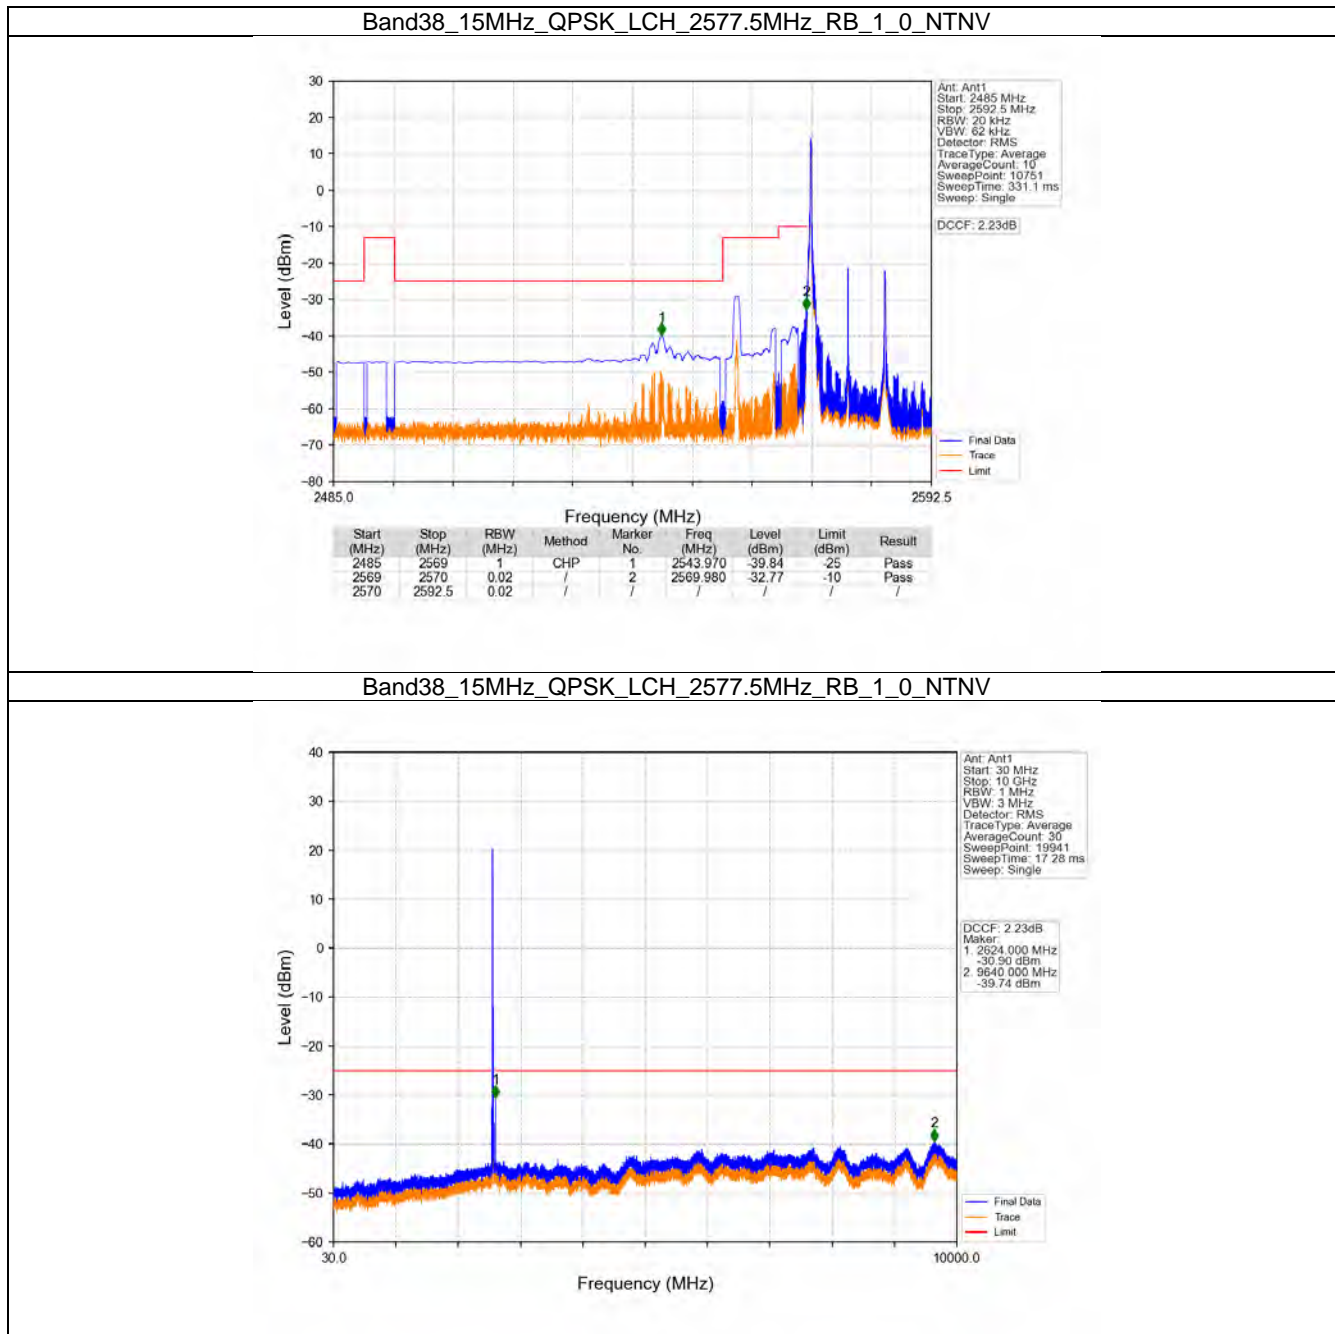 Band38_15MHz_QPSK_LCH_2577.5MHz_RB_1_0_NTNV
30
20
10
0
−10
−20
−30
−40
−50
−60
−70
−80
Level (dBm)
2485.0
2592.5
Frequency (MHz)
1
2
Ant: Ant1
Start: 2485 MHz
Stop: 2592.5 MHz
RBW: 20 kHz
VBW: 62 kHz
Detector: RMS
TraceType: Average
AverageCount: 10
SweepPoint: 10751
SweepTime: 331.1 ms
Sweep: Single
DCCF: 2.23dB
Final Data
Trace
Limit
Start (MHz) Stop (MHz) RBW (MHz) Method Marker No. Freq (MHz) Level (dBm) Limit (dBm) Result
2485 2569 1 CHP 1 2543.970 -39.84 -25 Pass
2569 2570 0.02 / 2 2569.980 -32.77 -10 Pass
2570 2592.5 0.02 / / / / / /
Band38_15MHz_QPSK_LCH_2577.5MHz_RB_1_0_NTNV
40
30
20
10
0
−10
−20
−30
−40
−50
−60
Level (dBm)
30.0
10000.0
Frequency (MHz)
1
2
Ant: Ant1
Start: 30 MHz
Stop: 10 GHz
RBW: 1 MHz
VBW: 3 MHz
Detector: RMS
TraceType: Average
AverageCount: 30
SweepPoint: 19941
SweepTime: 17.28 ms
Sweep: Single
DCCF: 2.23dB
Maker:
1. 2624.000 MHz
-30.90 dBm
2. 9640.000 MHz
-39.74 dBm
Final Data
Trace
Limit